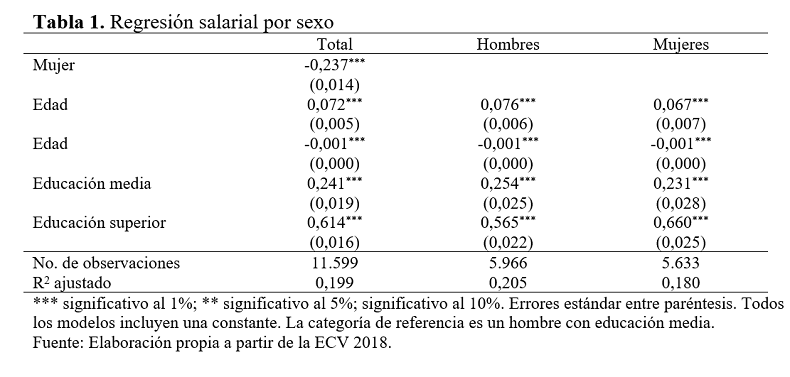 Tabla 1. Regresión salarial por sexo
Total Hombres Mujeres
Mujer -0,237***
(0,014)
Edad 0,072*** 0,076*** 0,067***
(0,005) (0,006) (0,007)
Edad -0,001*** -0,001*** -0,001***
(0,000) (0,000) (0,000)
Educación media 0,241*** 0,254*** 0,231***
(0,019) (0,025) (0,028)
Educación superior 0,614*** 0,565*** 0,660***
(0,016) (0,022) (0,025)
No. de observaciones 11.599 5.966 5.633
R² ajustado 0,199 0,205 0,180
*** significativo al 1%; ** significativo al 5%; significativo al 10%. Errores estándar entre paréntesis. Todos
los modelos incluyen una constante. La categoría de referencia es un hombre con educación media.
Fuente: Elaboración propia a partir de la ECV 2018.